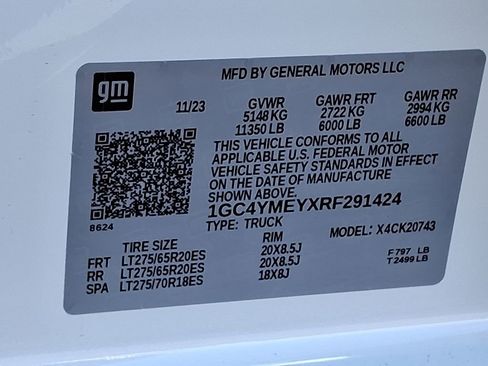 MFD BY GENERAL MOTORS LLC
gm
11/23 GVWR GAWR FRT GAWR RR
5148 KG 2722 KG 2994 KG
11350 LB 6000 LB 6600 LB
THIS VEHICLE CONFORMS TO ALL
APPLICABLE U.S. FEDERAL MOTOR
VEHICLE SAFETY STANDARDS IN EFFECT
ON THE DATE OF MANUFACTURE
SHOWN ABOVE.
1GC4YMEYXRF291424
8624
TYPE: TRUCK MODEL: X4CK20743
TIRE SIZE RIM
FRT LT275/65R20ES 20X8.5J F 797 LB
RR LT275/65R20ES 20X8.5J T 2499 LB
SPA LT275/70R18ES 18X8J